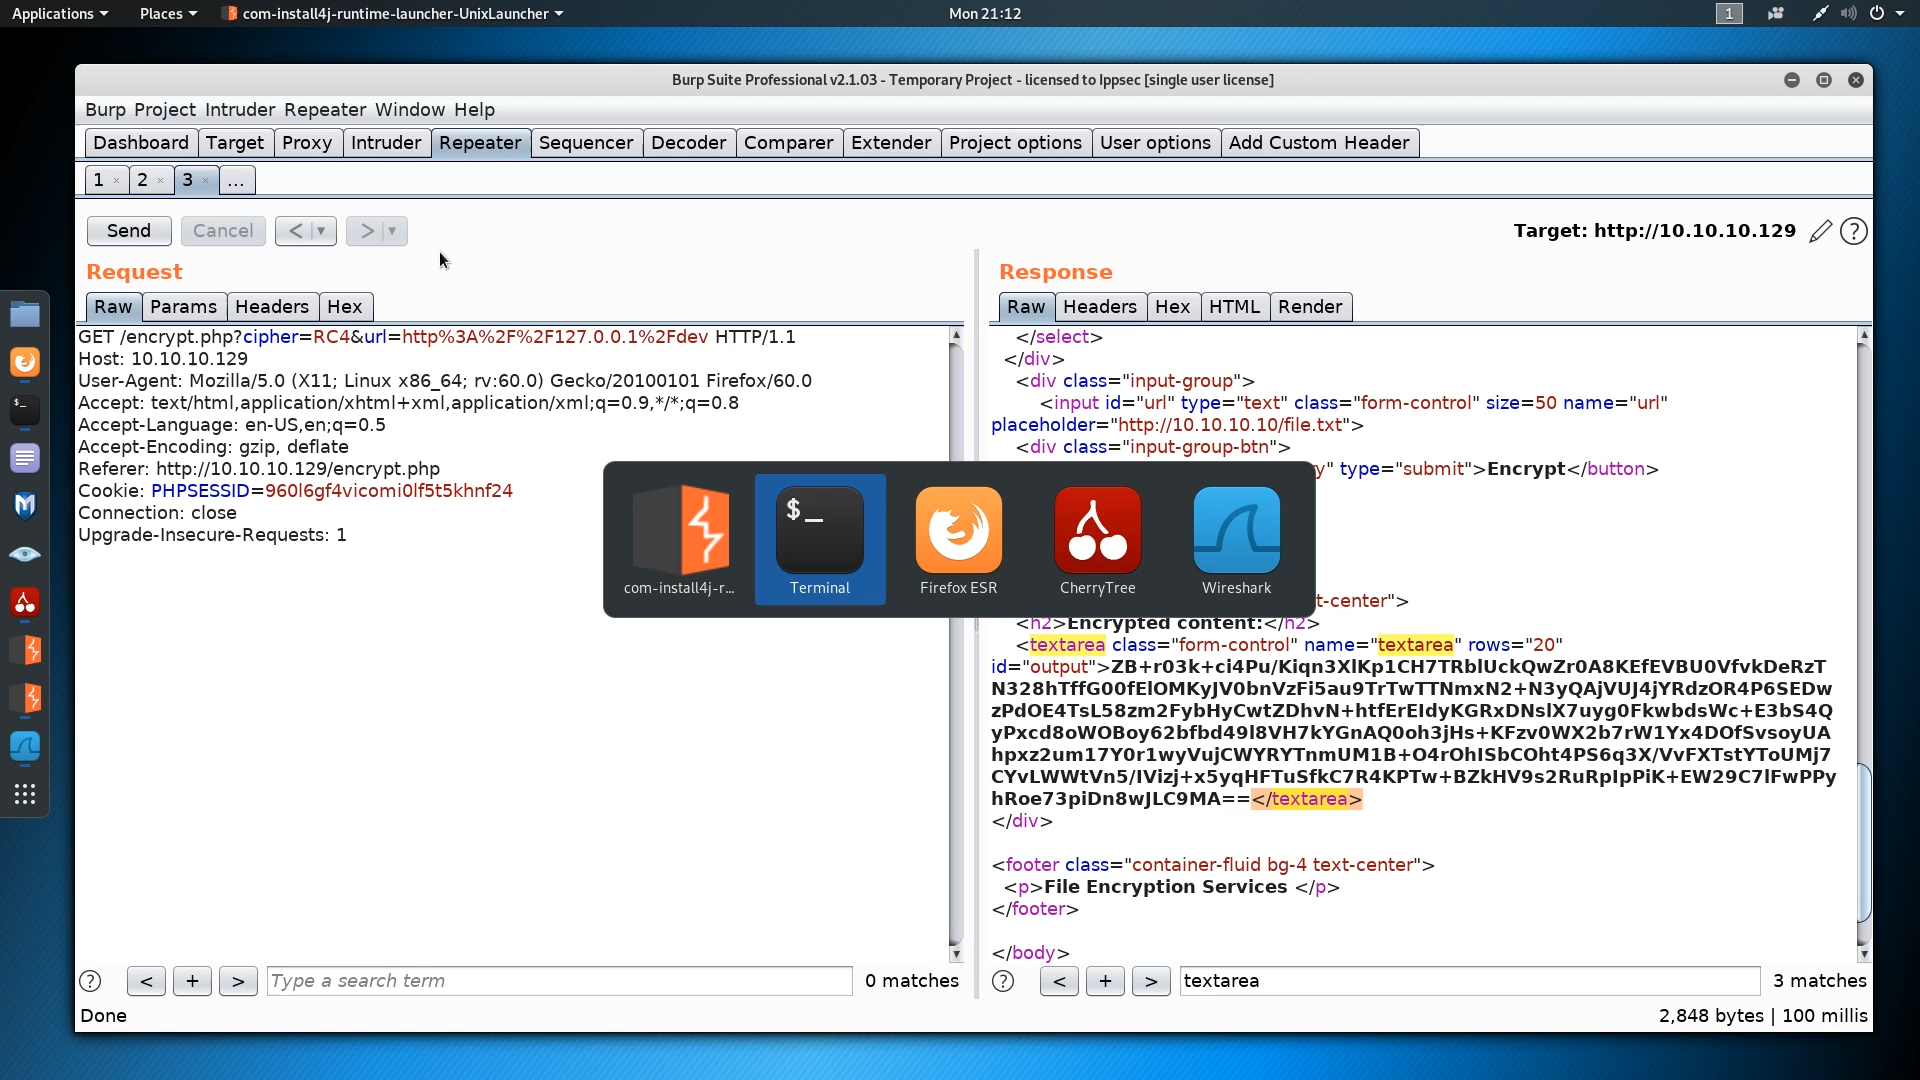 Applications
Places
com-install4j-runtime-launcher-UnixLauncher
Mon 21:12
1
Burp Suite Professional v2.1.03 - Temporary Project - licensed to Ippsec [single user license]
Burp Project Intruder Repeater Window Help
Dashboard Target Proxy Intruder Repeater Sequencer Decoder Comparer Extender Project options User options Add Custom Header
1 × 2 × 3 × ...
Send Cancel < > Target: http://10.10.10.129 ?
Request
Raw Params Headers Hex
GET /encrypt.php?cipher=RC4&url=http%3A%2F%2F127.0.0.1%2Fdev HTTP/1.1
Host: 10.10.10.129
User-Agent: Mozilla/5.0 (X11; Linux x86_64; rv:60.0) Gecko/20100101 Firefox/60.0
Accept: text/html,application/xhtml+xml,application/xml;q=0.9,*/*;q=0.8
Accept-Language: en-US,en;q=0.5
Accept-Encoding: gzip, deflate
Referer: http://10.10.10.129/encrypt.php
Cookie: PHPSESSID=960l6gf4vicomi0lf5t5khnf24
Connection: close
Upgrade-Insecure-Requests: 1
? < + > Type a search term 0 matches
Response
Raw Headers Hex HTML Render
</select>
</div>
<div class="input-group">
<input id="url" type="text" class="form-control" size=50 name="url"
placeholder="http://10.10.10.10/file.txt">
<div class="input-group-btn">
y" type="submit">Encrypt</button>
t-center">
<h2>Encrypted content:</h2>
<textarea class="form-control" name="textarea" rows="20"
id="output">ZB+r03k+ci4Pu/Kiqn3XlKp1CH7TRblUckQwZr0A8KEfEVBU0VfvkDeRzT
N328hTffG00fElOMKyJV0bnVzFi5au9TrTwTTNmxN2+N3yQAjVUJ4jYRdzOR4P6SEDw
zPdOE4TsL58zm2FybHyCwtZDhvN+htfErEIdyKGRxDNslX7uyg0FkwbdsWc+E3bS4Q
yPxcd8oWOBoy62bfbd49l8VH7kYGnAQ0oh3jHs+KFzv0WX2b7rW1Yx4DOfSvsoyUA
hpxz2um17Y0r1wyVujCWYRYTnmUM1B+O4rOhISbCOht4PS6q3X/VvFXTstYToUMj7
CYvLWWtVn5/IVizj+x5yqHFTuSfkC7R4KPTw+BZkHV9s2RuRpIpPiK+EW29C7lFwPPy
hRoe73piDn8wJLC9MA==</textarea>
</div>
<footer class="container-fluid bg-4 text-center">
<p>File Encryption Services </p>
</footer>
</body>
? < + > textarea 3 matches
com-install4j-r...
$_
Terminal
Firefox ESR
CherryTree
Wireshark
Done
2,848 bytes | 100 millis